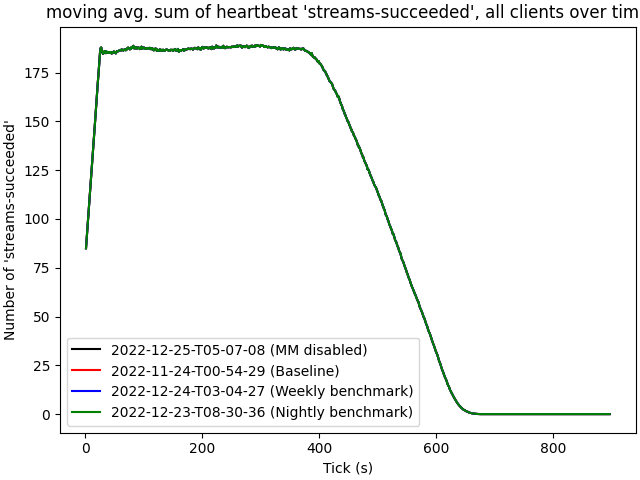 moving avg. sum of heartbeat 'streams-succeeded', all clients over tim
175
150
125
100
75
50
25
0
Number of 'streams-succeeded'
2022-12-25-T05-07-08 (MM disabled)
2022-11-24-T00-54-29 (Baseline)
2022-12-24-T03-04-27 (Weekly benchmark)
2022-12-23-T08-30-36 (Nightly benchmark)
0 200 400 600 800
Tick (s)